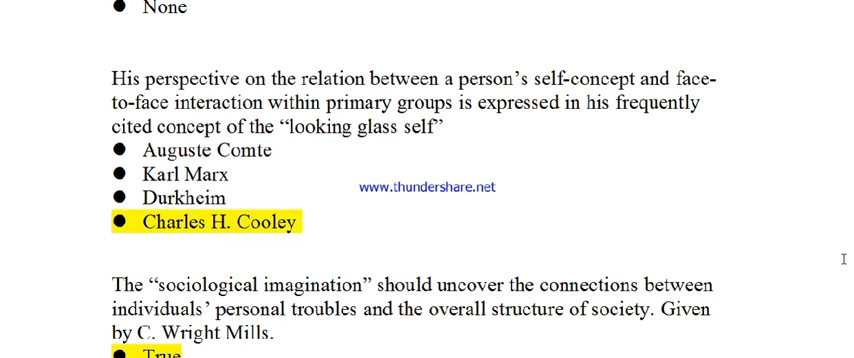 ● None
His perspective on the relation between a person's self-concept and face-
to-face interaction within primary groups is expressed in his frequently
cited concept of the “looking glass self”
● Auguste Comte
● Karl Marx
www.thundershare.net
● Durkheim
● Charles H. Cooley
The “sociological imagination” should uncover the connections between
individuals’ personal troubles and the overall structure of society. Given
by C. Wright Mills.
● True